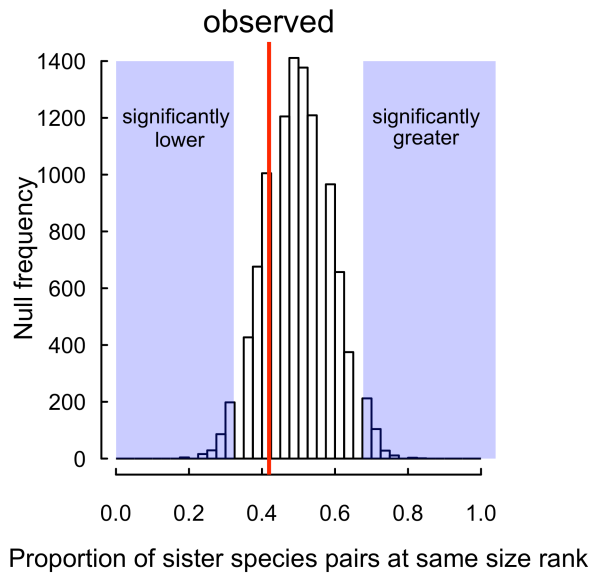 observed
significantly
lower
significantly
greater
Null frequency
1400
1200
1000
800
600
400
200
0
0.0 0.2 0.4 0.6 0.8 1.0
Proportion of sister species pairs at same size rank